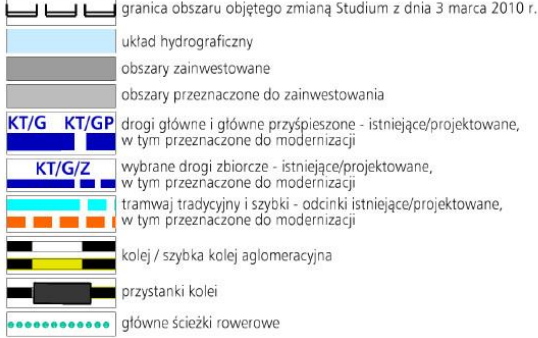 granica obszaru objętego zmianą Studium z dnia 3 marca 2010 r.
układ hydrograficzny
obszary zainwestowane
obszary przeznaczone do zainwestowania
KT/G KT/GP drogi główne i główne przyśpieszone - istniejące/projektowane,
w tym przeznaczone do modernizacji
KT/G/Z wybrane drogi zbiorcze - istniejące/projektowane,
w tym przeznaczone do modernizacji
tramwaj tradycyjny i szybki - odcinki istniejące/projektowane,
w tym przeznaczone do modernizacji
kolej / szybka kolej aglomeracyjna
przystanki kolei
główne ścieżki rowerowe